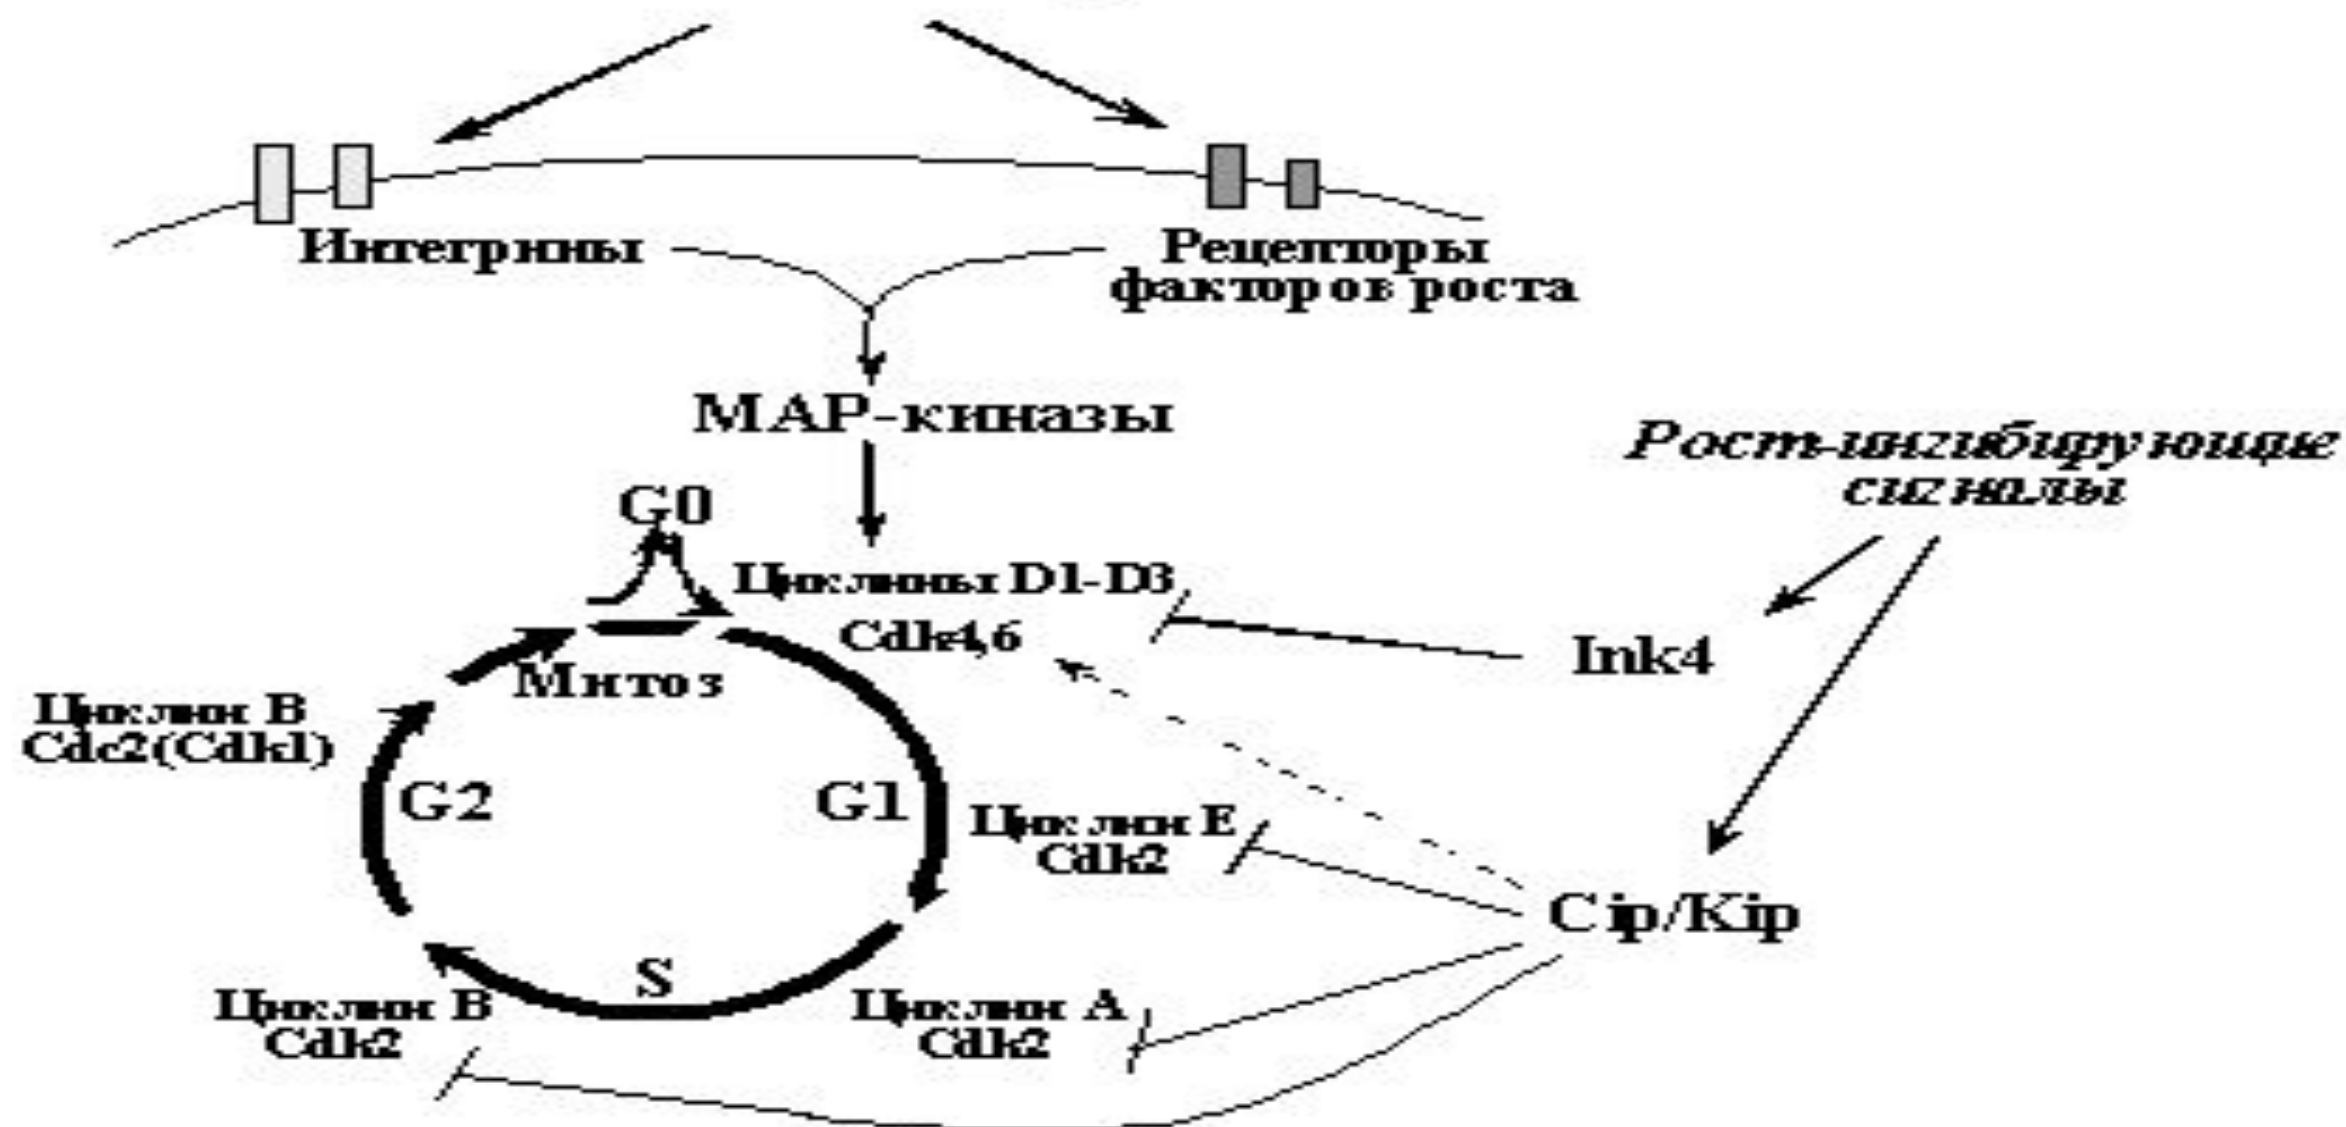 Интегрины
Рецепторы
факторов роста
МАР-киназы
Рост-ингибирующие
сигналы
G0
Циклины D1-D3
Cdk4,6
Ink4
Митоз
Циклин В
Cdc2(Cdk1)
G2
G1
Циклин Е
Cdk2
Cip/Kip
S
Циклин В
Cdk2
Циклин А
Cdk2